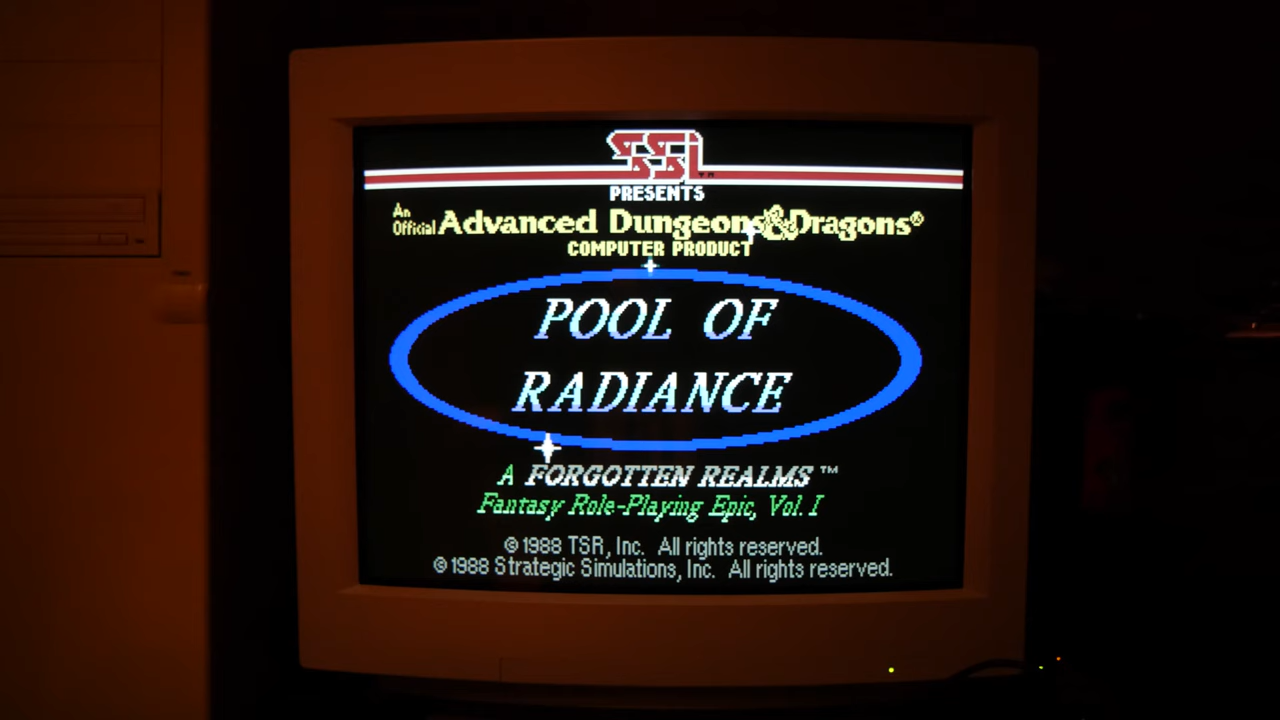 SSI
PRESENTS
An Official Advanced Dungeons & Dragons®
COMPUTER PRODUCT
POOL OF
RADIANCE
A FORGOTTEN REALMS™
Fantasy Role-Playing Epic, Vol. I
©1988 TSR, Inc. All rights reserved.
©1988 Strategic Simulations, Inc. All rights reserved.